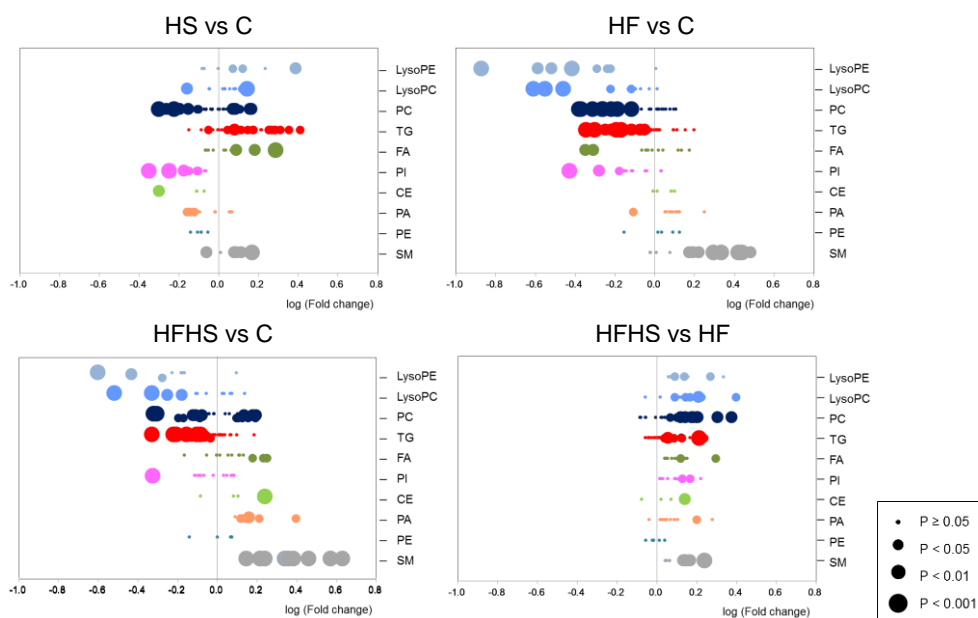 HS vs C
HF vs C
LysoPE
LysoPC
PC
TG
FA
PI
CE
PA
PE
SM
-1.0 -0.8 -0.6 -0.4 -0.2 0.0 0.2 0.4 0.6 0.8
log (Fold change)
LysoPE
LysoPC
PC
TG
FA
PI
CE
PA
PE
SM
-1.0 -0.8 -0.6 -0.4 -0.2 0.0 0.2 0.4 0.6 0.8
log (Fold change)
HFHS vs C
HFHS vs HF
LysoPE
LysoPC
PC
TG
FA
PI
CE
PA
PE
SM
-1.0 -0.8 -0.6 -0.4 -0.2 0.0 0.2 0.4 0.6 0.8
log (Fold change)
LysoPE
LysoPC
PC
TG
FA
PI
CE
PA
PE
SM
-1.0 -0.8 -0.6 -0.4 -0.2 0.0 0.2 0.4 0.6 0.8
log (Fold change)
P ≥ 0.05
P < 0.05
P < 0.01
P < 0.001